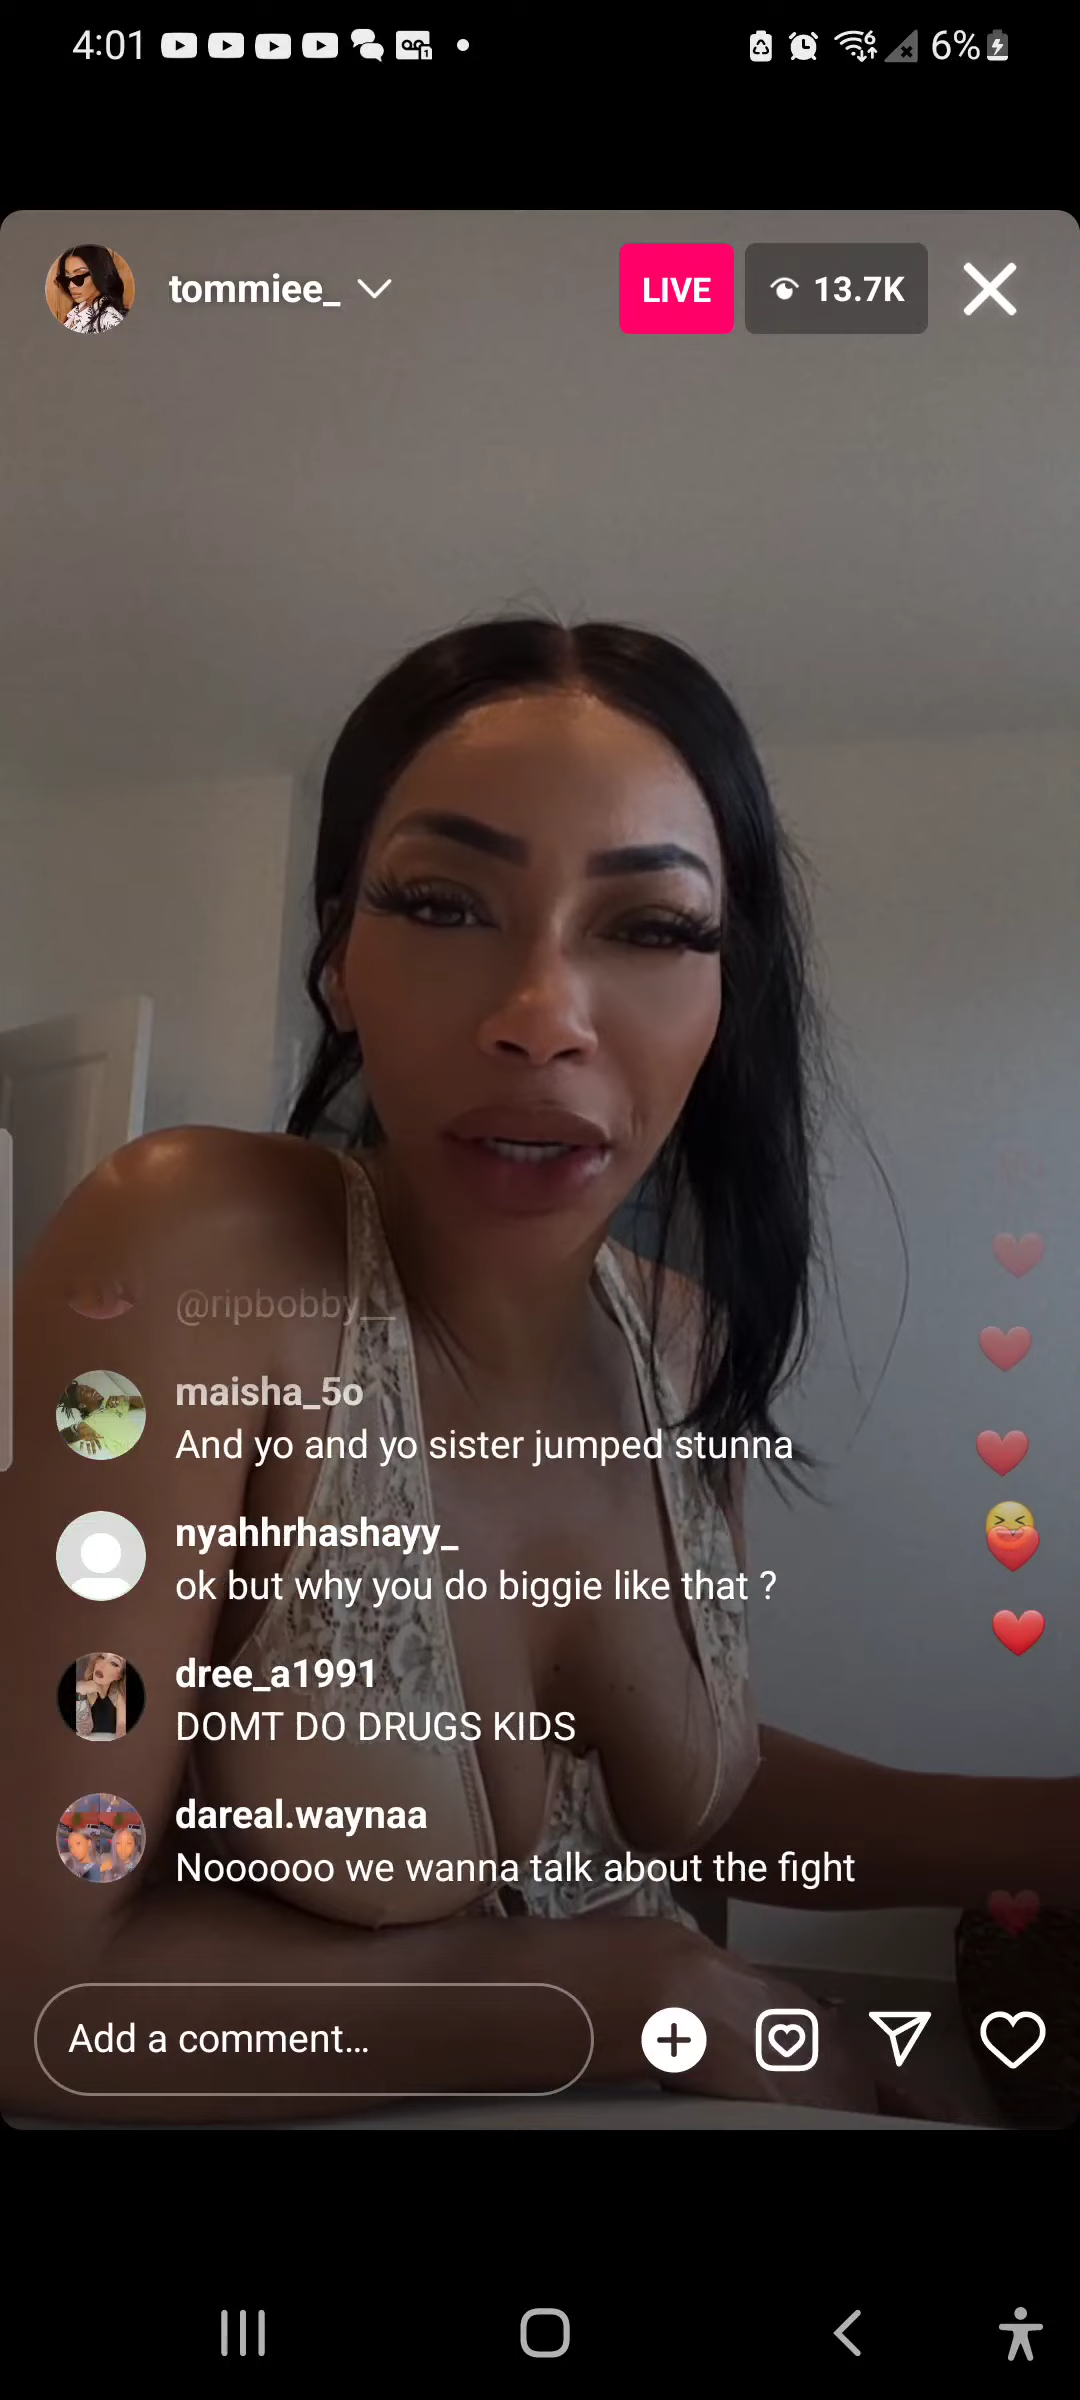 4:01
6%
tommiee_
LIVE
13.7K
@ripbobby__
maisha_5o
And yo and yo sister jumped stunna
nyahhrhashayy_
ok but why you do biggie like that ?
dree_a1991
DOMT DO DRUGS KIDS
dareal.waynaa
Noooooo we wanna talk about the fight
Add a comment...